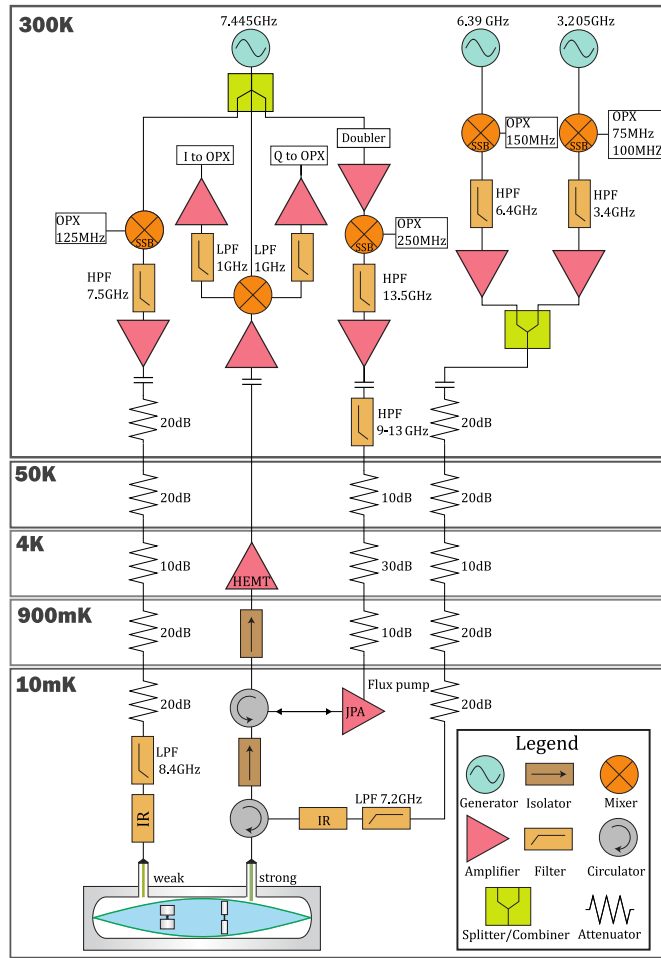 300K
7.445GHz
6.39 GHz
3.205GHz
Doubler
I to OPX
Q to OPX
OPX
125MHz
SSB
OPX
250MHz
SSB
OPX
150MHz
SSB
OPX
75MHz
100MHZ
SSB
HPF
7.5GHz
LPF
1GHz
LPF
1GHz
HPF
13.5GHz
HPF
6.4GHz
HPF
3.4GHz
20dB
HPF
9-13 GHz
20dB
50K
20dB
10dB
20dB
4K
10dB
HEMT
30dB
10dB
900mK
20dB
10dB
20dB
10mK
20dB
Flux pump
JPA
20dB
LPF
8.4GHz
IR
IR
LPF 7.2GHz
weak
strong
Legend
Generator
Isolator
Mixer
Amplifier
Filter
Circulator
Splitter/Combiner
Attenuator